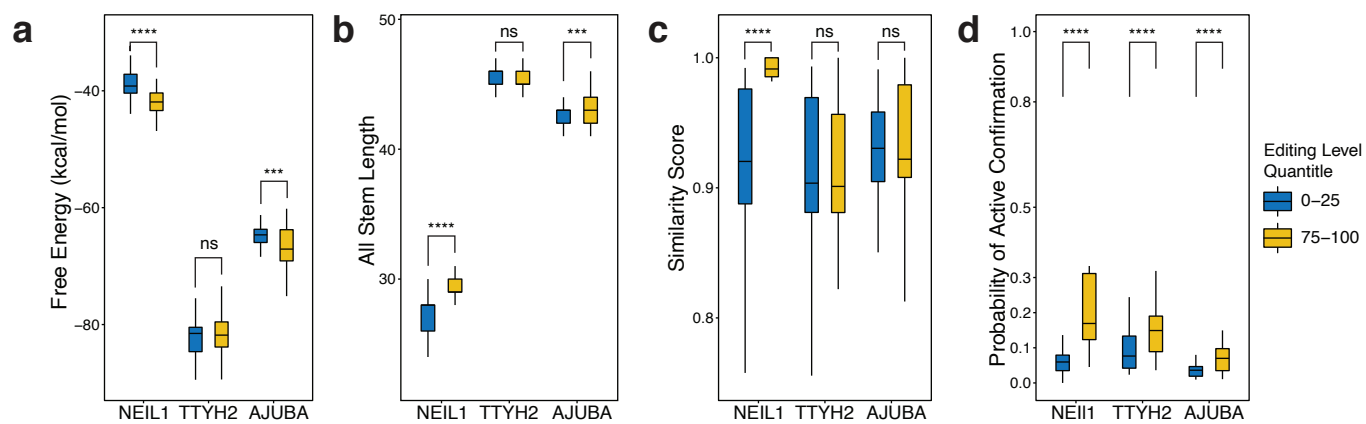 a
Free Energy (kcal/mol)
−40
−60
−80
****
ns
***
NEIL1 TTYH2 AJUBA
b
All Stem Length
50
40
30
****
ns
***
NEIL1 TTYH2 AJUBA
c
Similarity Score
1.0
0.9
0.8
****
ns
ns
NEIL1 TTYH2 AJUBA
d
Probability of Active Confirmation
1.0
0.8
0.5
0.3
0.2
0.1
0.0
****
****
****
NEIl1 TTYH2 AJUBA
Editing Level
Quantitle
0−25
75−100